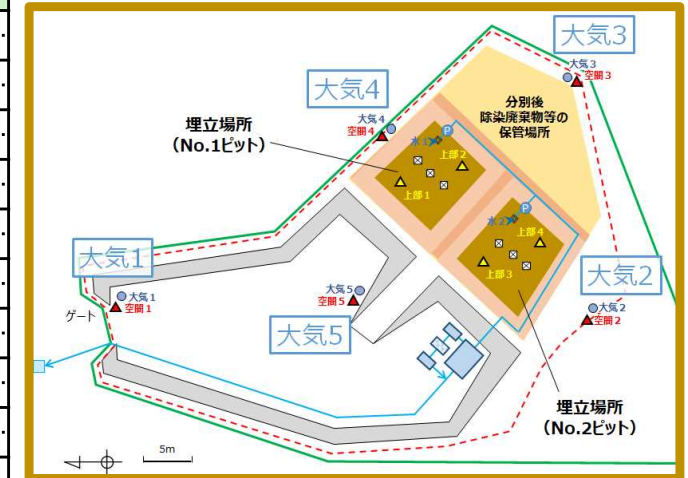 大気3
大気3
空間3
大気4
大気4
空間4
分別後
除染廃棄物等の
保管場所
埋立場所
(No.1ピット)
P
水1
上部2
上部1
P
水2
上部4
上部3
大気1
大気1
空間1
ゲート
大気5
空間5
大気5
大気2
大気2
空間2
埋立場所
(No.2ピット)
5m